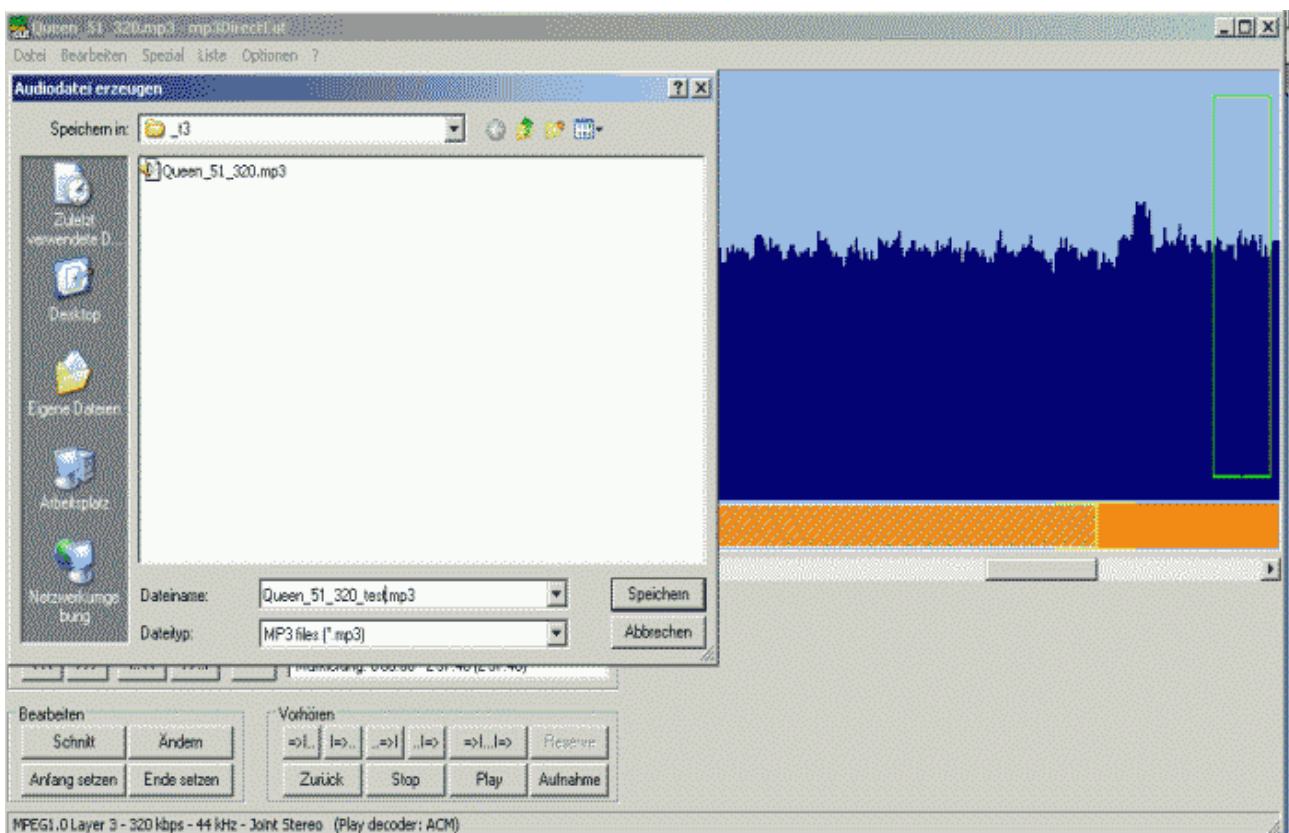 Queen_51_320.mp3 - mp3DirectCut
Datei Bearbeiten Spezial Liste Optionen ?
Audiodatei erzeugen
Speichern in: _t3
Queen_51_320.mp3
Zuletzt
verwendete D...
Desktop
Eigene Dateien
Arbeitsplatz
Netzwerkumge
bung
Dateiname: Queen_51_320_test.mp3 Speichern
Dateityp: MP3 files (*.mp3) Abbrechen
Bearbeiten Vorhören
Schnitt Ändern =>|.. |=>.. ..=>| ..|=> =>|...|=> Reserve
Anfang setzen Ende setzen Zurück Stop Play Aufnahme
MPEG1.0 Layer 3 - 320 kbps - 44 kHz - Joint Stereo (Play decoder: ACM)